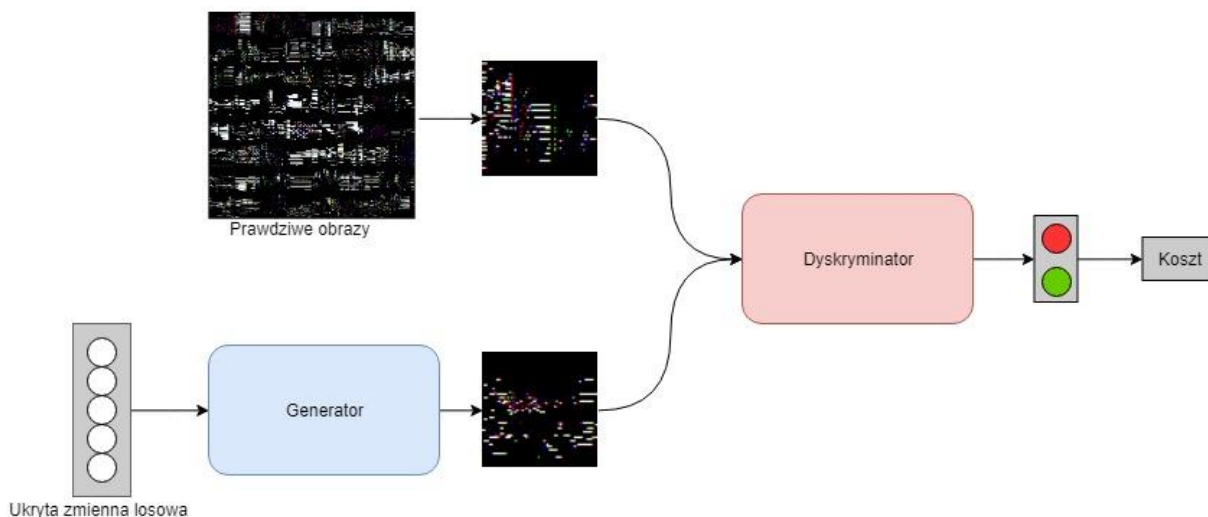 Prawdziwe obrazy
Dyskryminator
Koszt
Generator
Ukryta zmienna losowa